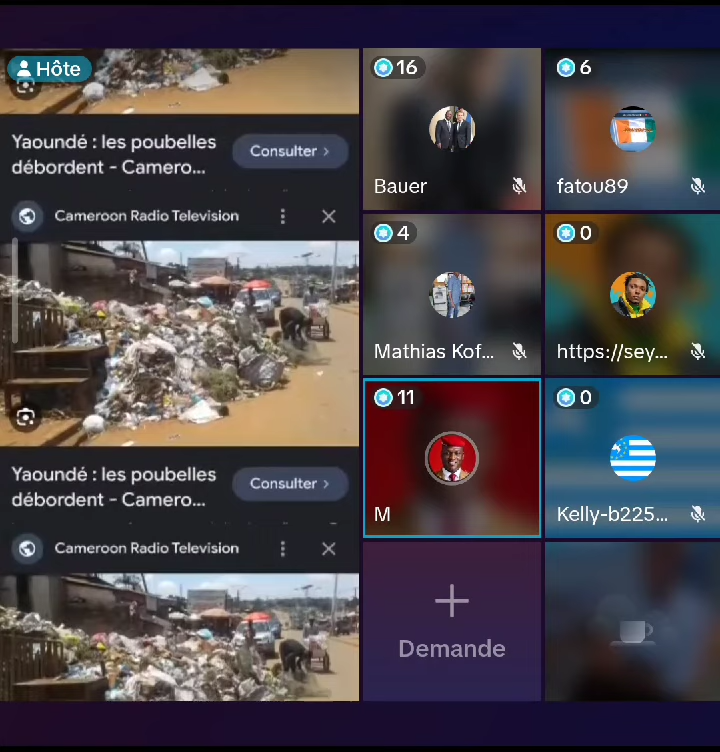 Hôte
Yaoundé : les poubelles
débordent - Camero...
Consulter >
Cameroon Radio Television
Yaoundé : les poubelles
débordent - Camero...
Consulter >
Cameroon Radio Television
16
Bauer
6
fatou89
4
Mathias Kof...
0
https://sey...
11
M
0
Kelly-b225...
Demande